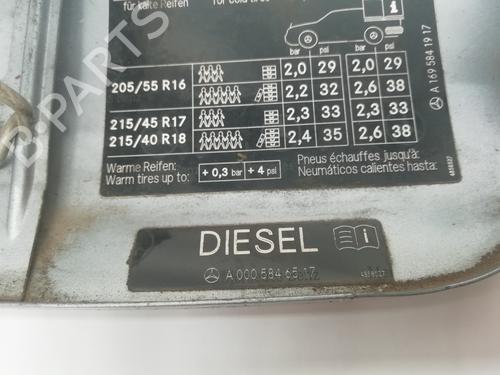 für kalte Reifen for cold tires
i
bar psi bar psi
205/55 R16 2,0 29 2,0 29
2,2 32 2,6 38
215/45 R17 2,3 33 2,3 33
215/40 R18 2,4 35 2,6 38
Warme Reifen:
Warm tires up to: + 0,3 bar + 4 psi
Pneus échauffes jusqu'à:
Neumáticos calientes hasta:
A 169 584 19 17
DIESEL i
A 000 584 65 17
B-PARTS